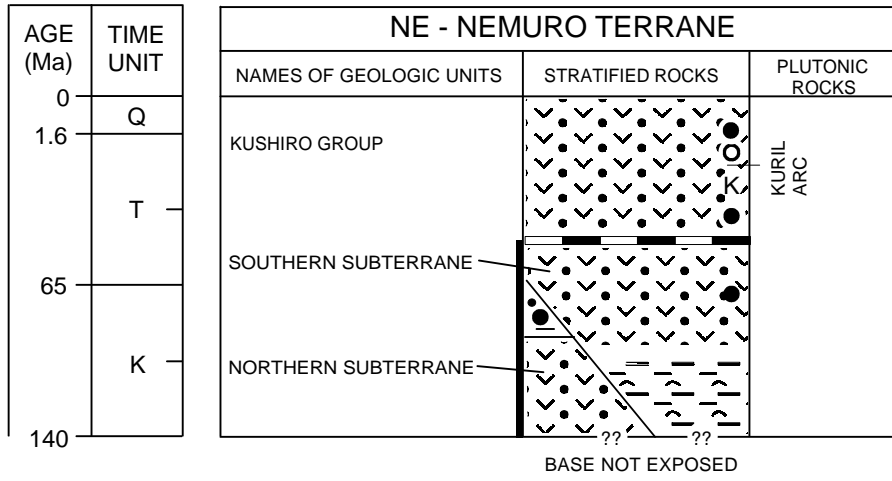 AGE
(Ma)
TIME
UNIT
NE - NEMURO TERRANE
NAMES OF GEOLOGIC UNITS
STRATIFIED ROCKS
PLUTONIC
ROCKS
0
Q
1.6
KUSHIRO GROUP
O
K
KURIL
ARC
T
SOUTHERN SUBTERRANE
65
K
NORTHERN SUBTERRANE
140
??
??
BASE NOT EXPOSED